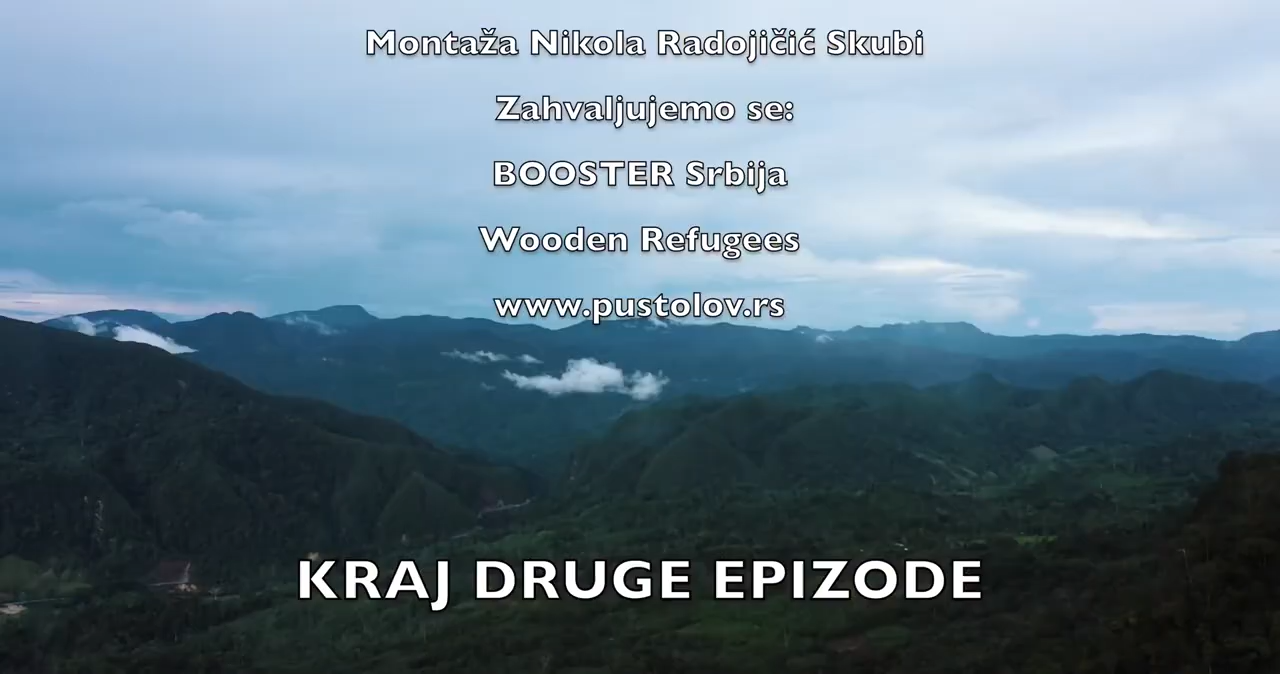 Montaža Nikola Radojičić Skubi
Zahvaljujemo se:
BOOSTER Srbija
Wooden Refugees
www.pustolov.rs
KRAJ DRUGE EPIZODE